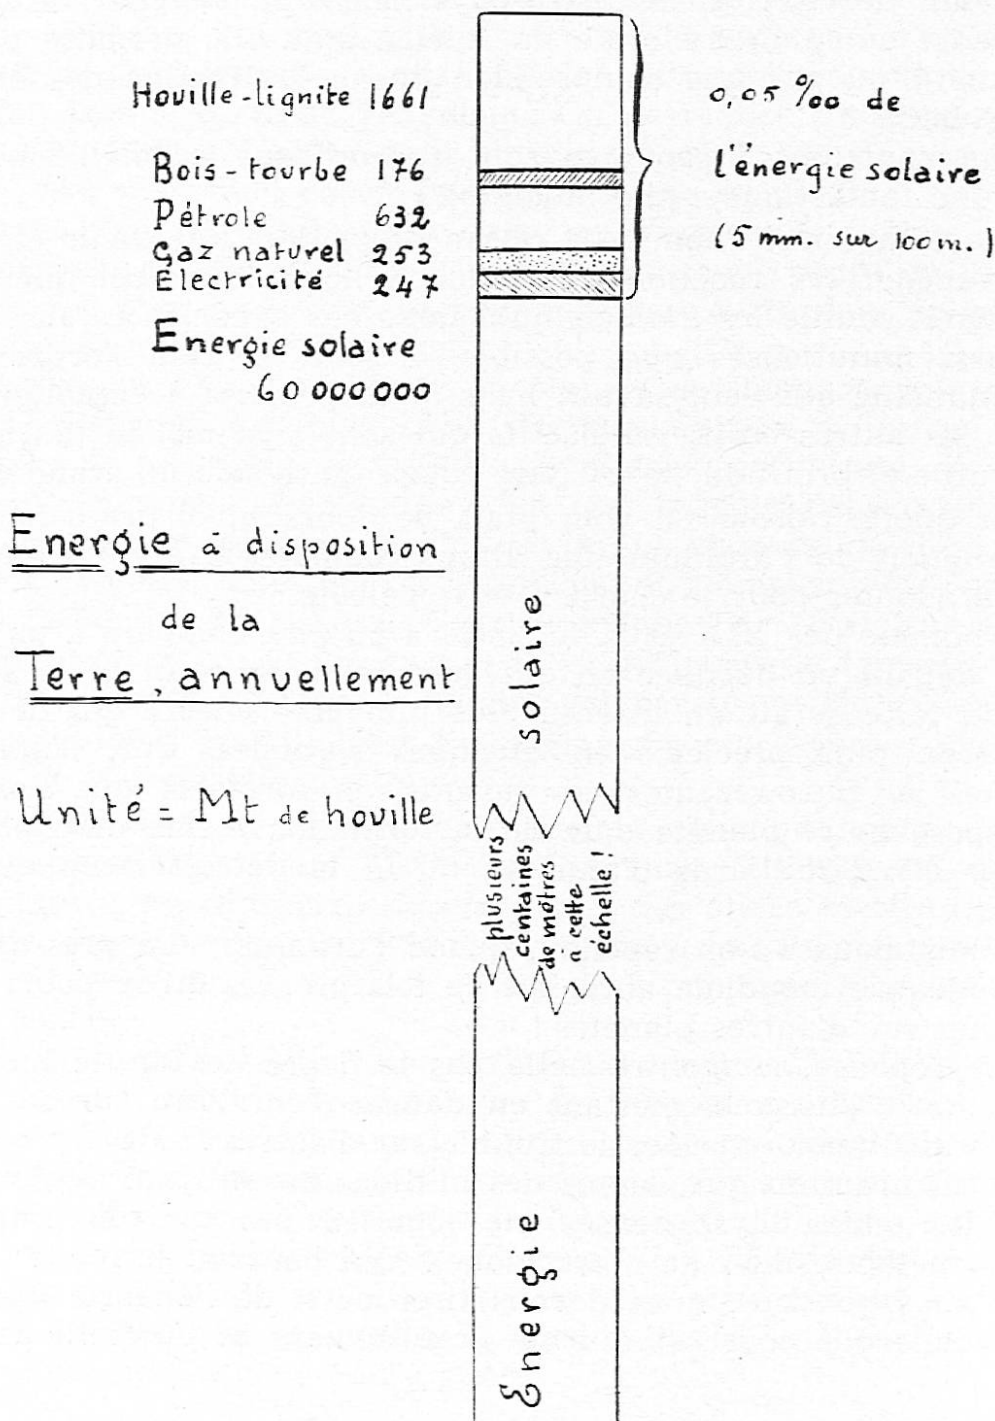 Houille-lignite 1661
Bois-tourbe 176
Pétrole 632
Gaz naturel 253
Electricité 247
Energie solaire
60 000 000
0,05 ‰ de
l'énergie solaire
(5 mm. sur 100 m.)
Energie à disposition
de la
Terre, annuellement
Unité = Mt de houille
solaire
plusieurs
centaines
de mètres
à cette
échelle!
Energie